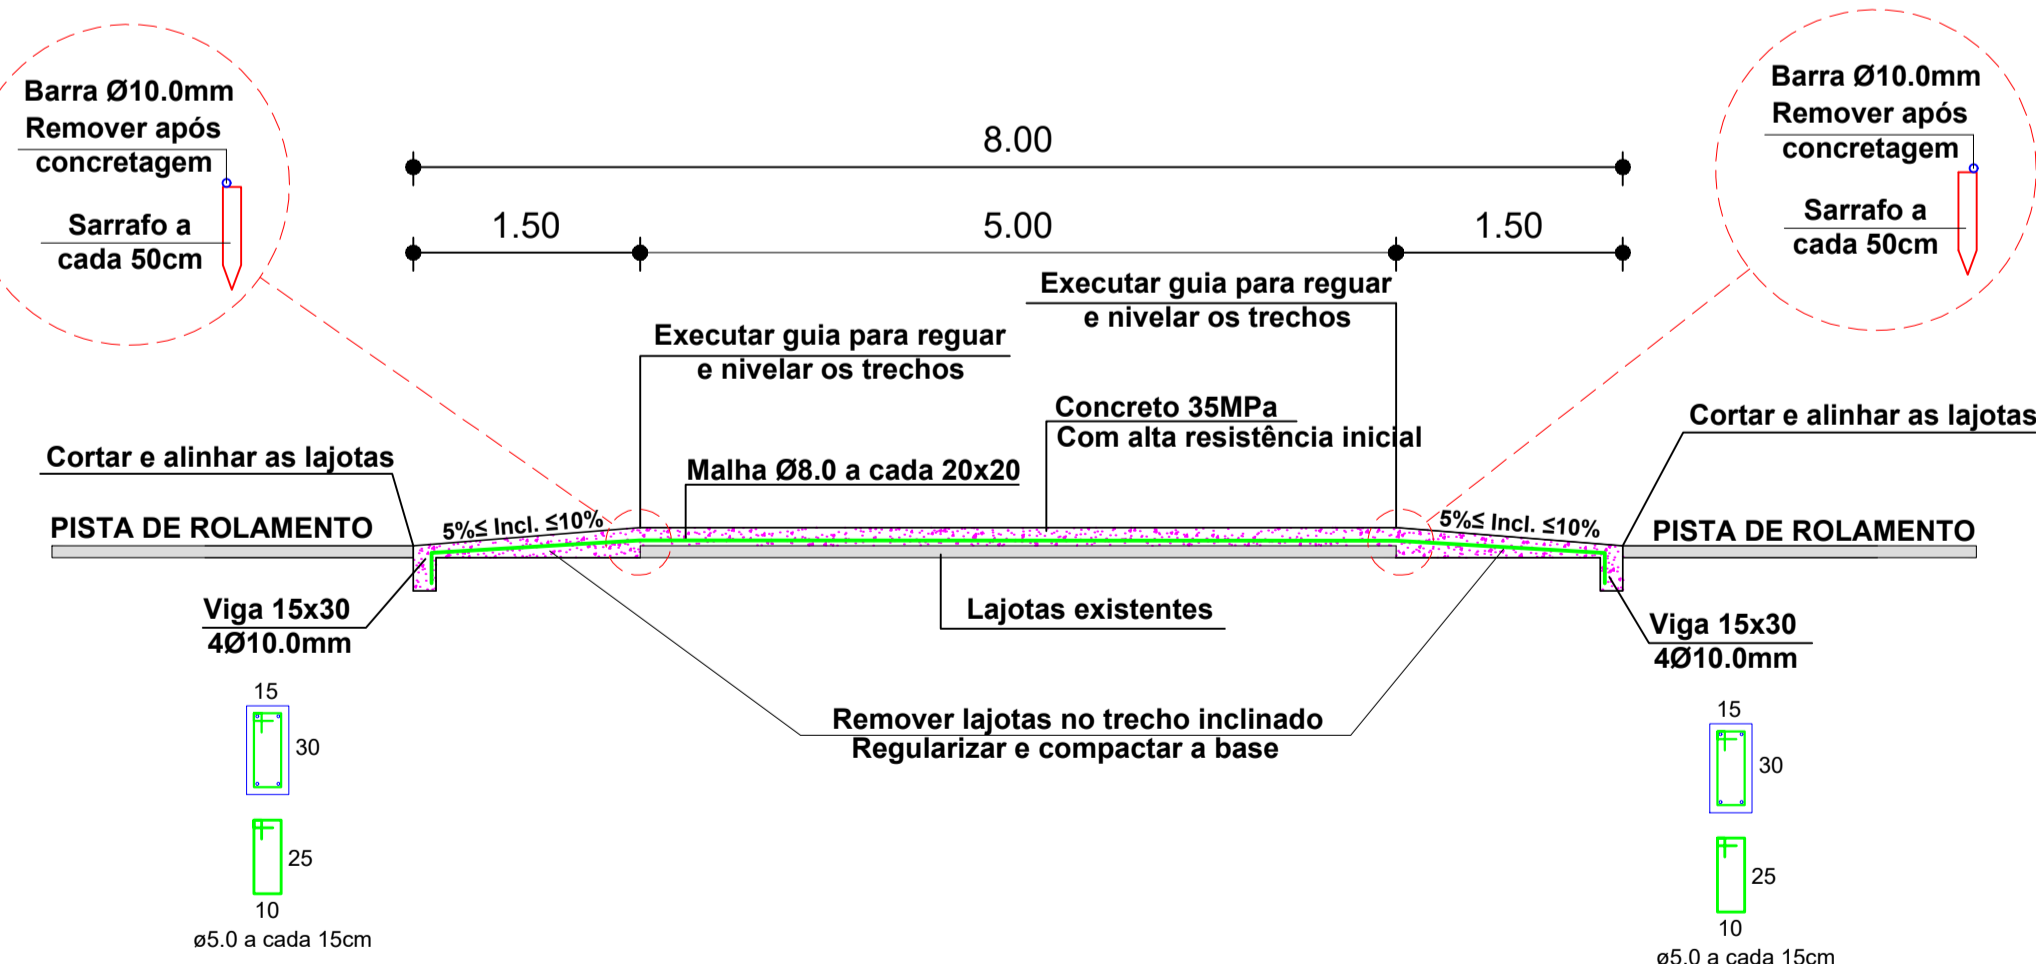 Barra Ø10.0mm
Remover após
concretagem
Sarrafo a
cada 50cm
8.00
1.50
5.00
1.50
Barra Ø10.0mm
Remover após
concretagem
Sarrafo a
cada 50cm
Executar guia para reguar
e nivelar os trechos
Executar guia para reguar
e nivelar os trechos
Concreto 35MPa
Com alta resistência inicial
Malha Ø8.0 a cada 20x20
Cortar e alinhar as lajotas
Cortar e alinhar as lajotas
PISTA DE ROLAMENTO
5%≤ Incl. ≤10%
5%≤ Incl. ≤10%
PISTA DE ROLAMENTO
Viga 15x30
4Ø10.0mm
Lajotas existentes
Viga 15x30
4Ø10.0mm
Remover lajotas no trecho inclinado
Regularizar e compactar a base
15
30
25
10
ø5.0 a cada 15cm
15
30
25
10
ø5.0 a cada 15cm